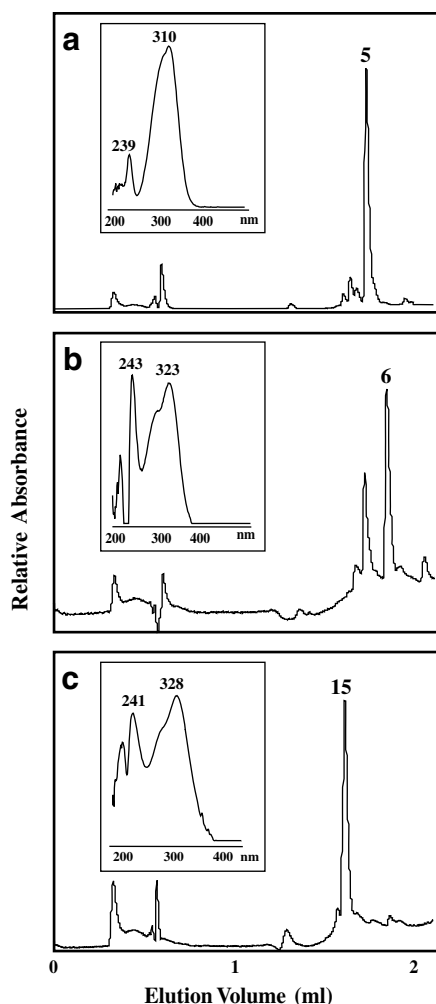 a
310
239
200 300 400 nm
5
b
243 323
200 300 400 nm
6
c
241 328
200 300 400 nm
15
Relative Absorbance
0 1 2
Elution Volume (ml)